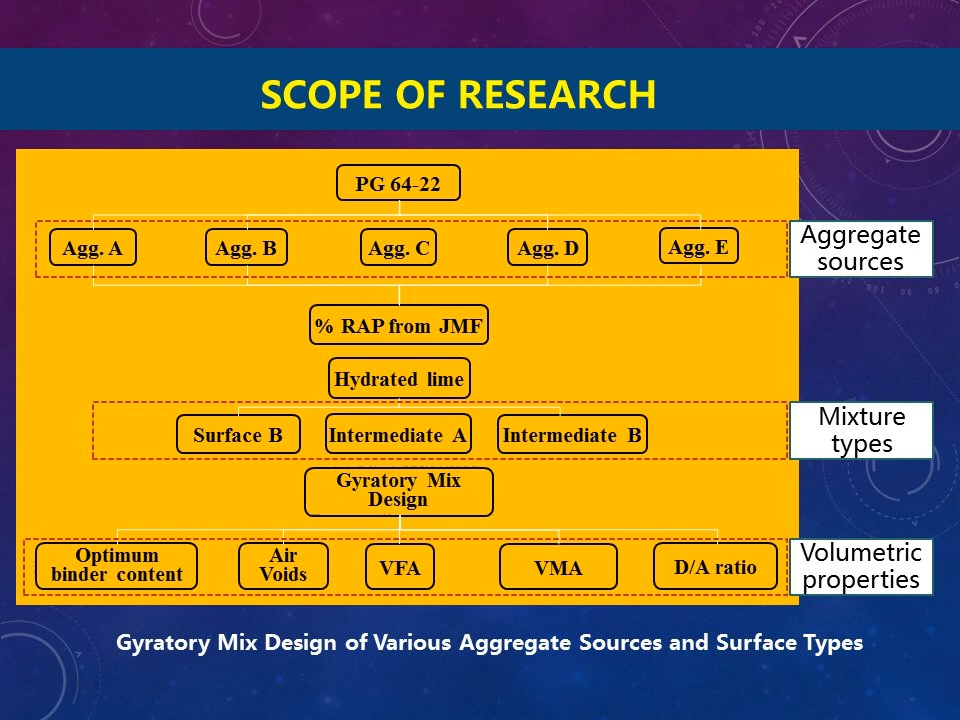 SCOPE OF RESEARCH
PG 64-22
Agg. A
Agg. B
Agg. C
Agg. D
Agg. E
Aggregate
sources
% RAP from JMF
Hydrated lime
Surface B
Intermediate A
Intermediate B
Mixture
types
Gyratory Mix
Design
Optimum
binder content
Air
Voids
VFA
VMA
D/A ratio
Volumetric
properties
Gyratory Mix Design of Various Aggregate Sources and Surface Types